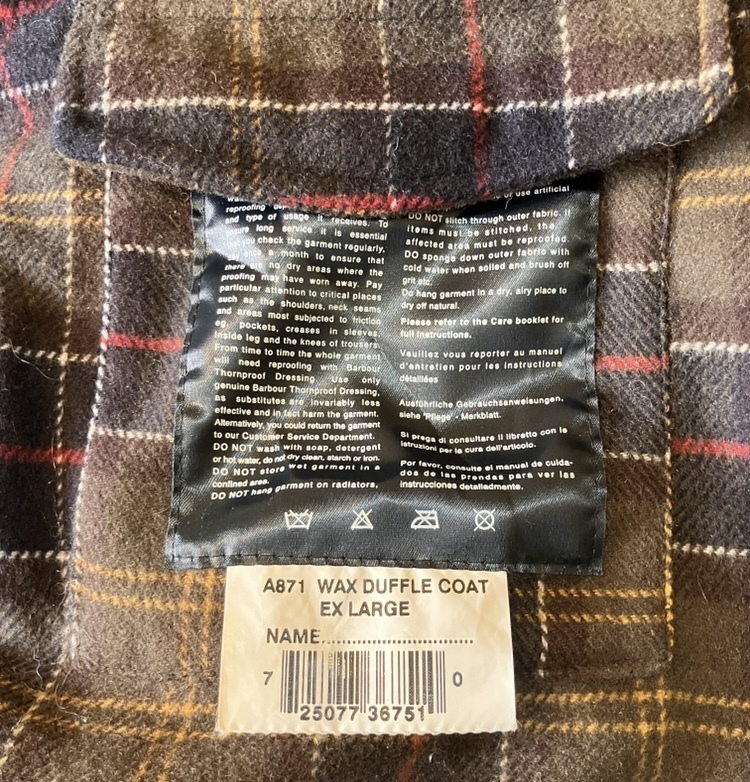 reproofing
and type of usage it receives. To
ensure long service it is essential
that you check the garment regularly,
say once a month to ensure that
there are no dry areas where the
proofing may have worn away. Pay
particular attention to critical places
such as the shoulders, neck seams
and areas most subjected to friction
eg. pockets, creases in sleeves,
inside leg and the knees of trousers.
From time to time the whole garment
will need reproofing with Barbour
Thornproof Dressing. Use only
genuine Barbour Thornproof Dressing,
as substitutes are invariably less
effective and in fact harm the garment.
Alternatively, you could return the garment
to our Customer Service Department.
DO NOT wash with soap, detergent
or hot water, do not dry clean, starch or iron.
DO NOT store wet garment in a
confined area.
DO NOT hang garment on radiators,
or use artificial
DO NOT stitch through outer fabric. If
items must be stitched, the
affected area must be reproofed.
DO sponge down outer fabric with
cold water when soiled and brush off
grit etc.
Do hang garment in a dry, airy place to
dry off natural.
Please refer to the Care booklet for
full Instructions.
Veuillez vous reporter au manuel
d'entretien pour les instructions
détaillées
Ausführliche Gebrauchsanweisungen,
siehe 'Pflege' - Merkblatt.
Si prega di consultare il libretto con le
istruzioni per la cura dell'articolo.
Por favor, consulte el manual de cuida-
dos de las prendas para ver las
instrucciones detalladmente.
A871 WAX DUFFLE COAT
EX LARGE
NAME..............................
7 25077 36751 0